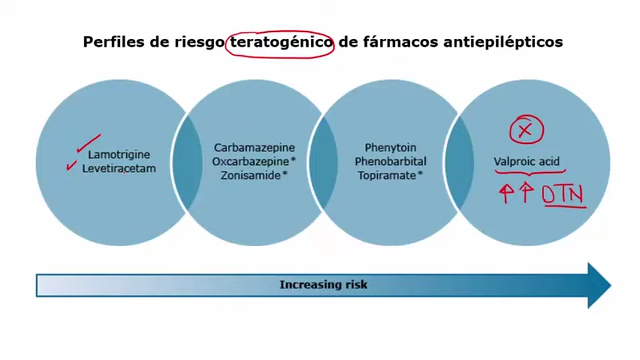 Perfiles de riesgo teratogénico de fármacos antiepilépticos
Lamotrigine
Levetiracetam
Carbamazepine
Oxcarbazepine*
Zonisamide*
Phenytoin
Phenobarbital
Topiramate*
Valproic acid
DTN
Increasing risk